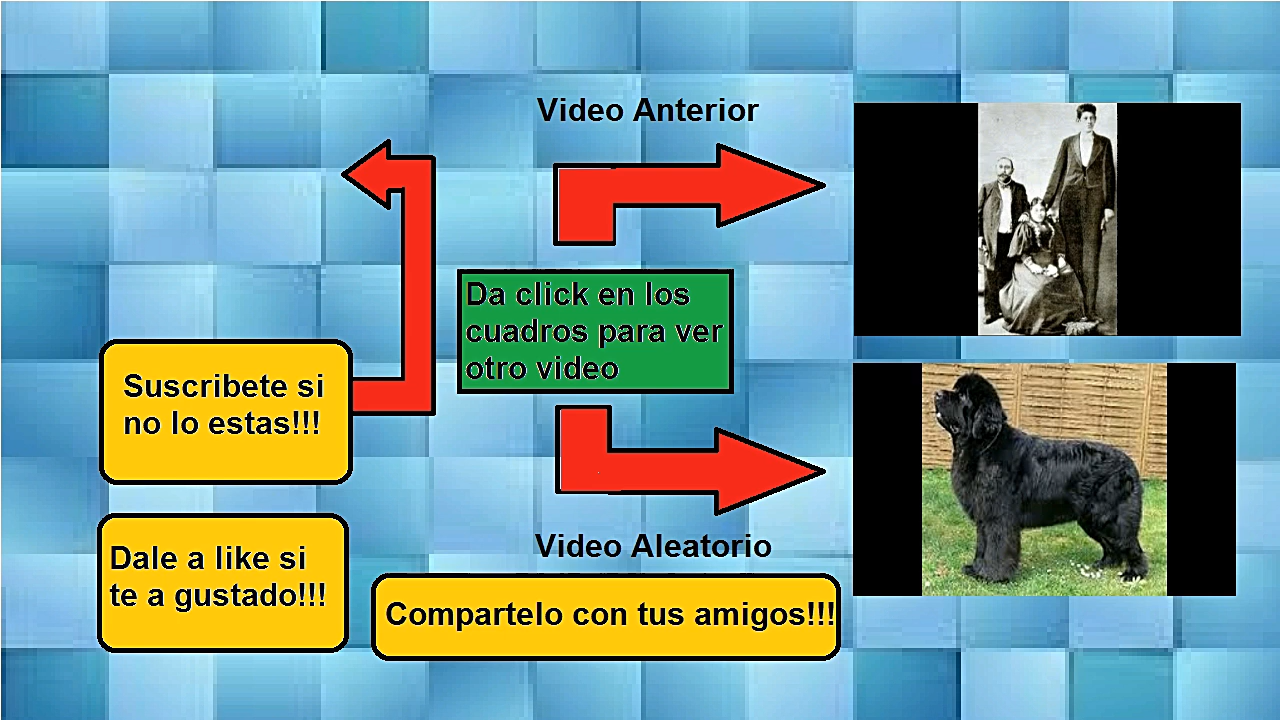 Video Anterior
Da click en los
cuadros para ver
otro video
Suscribete si
no lo estas!!!
Video Aleatorio
Dale a like si
te a gustado!!!
Compartelo con tus amigos!!!